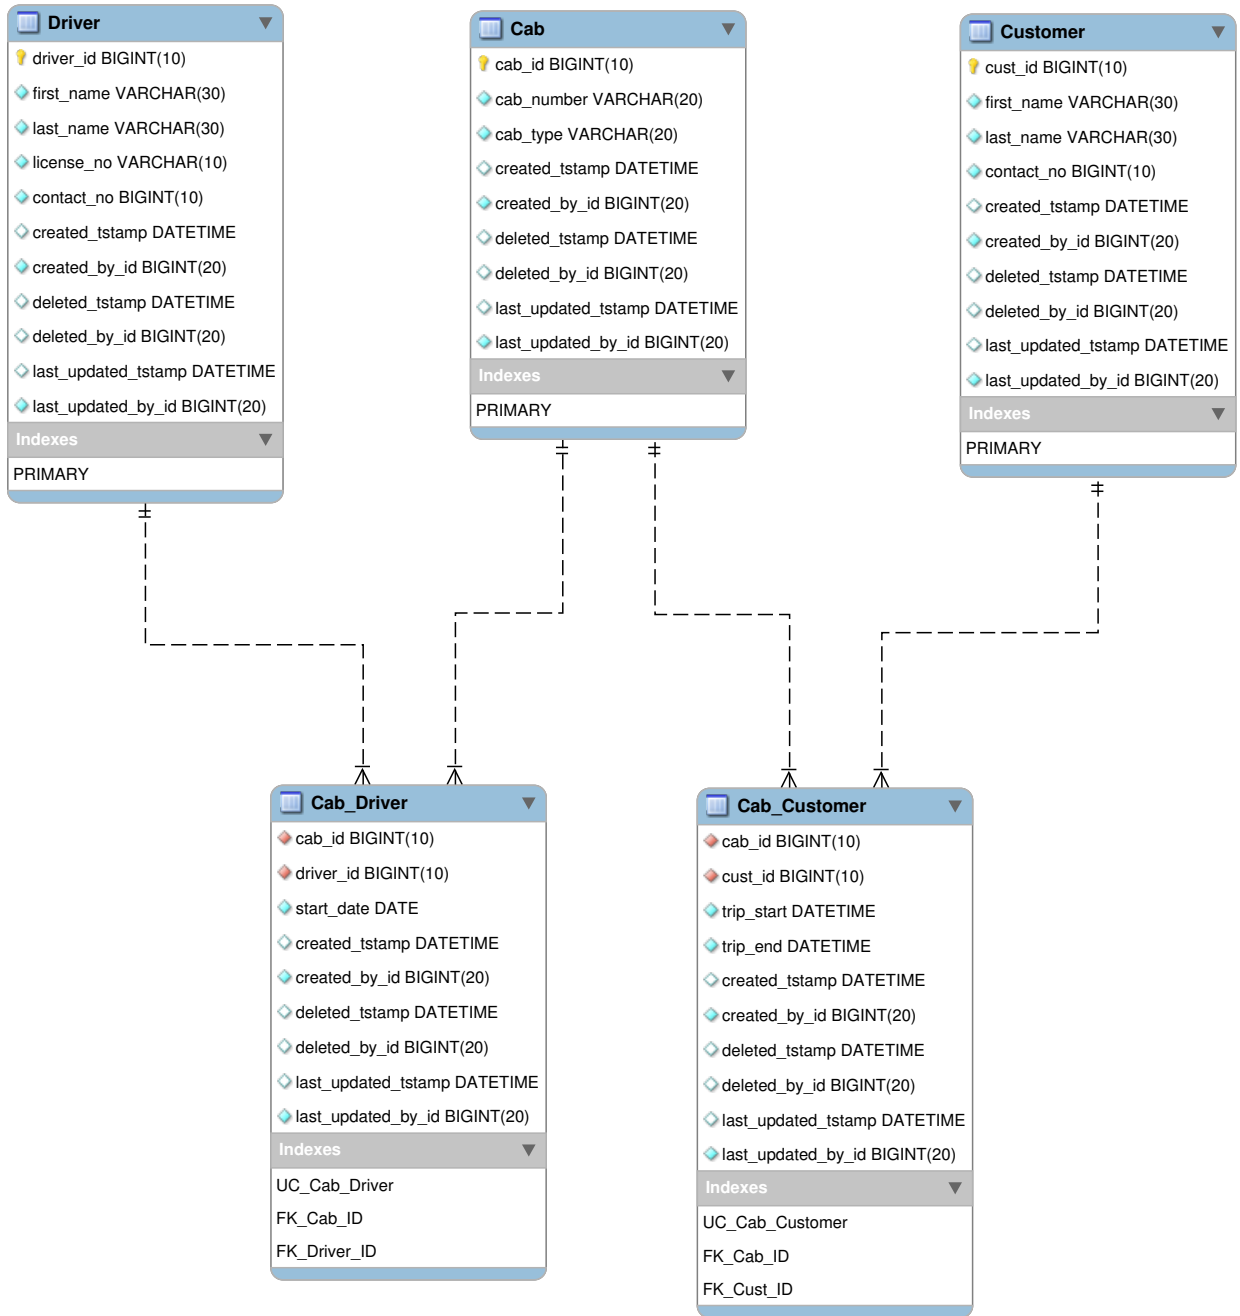 Driver
driver_id BIGINT(10)
first_name VARCHAR(30)
last_name VARCHAR(30)
license_no VARCHAR(10)
contact_no BIGINT(10)
created_tstamp DATETIME
created_by_id BIGINT(20)
deleted_tstamp DATETIME
deleted_by_id BIGINT(20)
last_updated_tstamp DATETIME
last_updated_by_id BIGINT(20)
Indexes
PRIMARY
Cab
cab_id BIGINT(10)
cab_number VARCHAR(20)
cab_type VARCHAR(20)
created_tstamp DATETIME
created_by_id BIGINT(20)
deleted_tstamp DATETIME
deleted_by_id BIGINT(20)
last_updated_tstamp DATETIME
last_updated_by_id BIGINT(20)
Indexes
PRIMARY
Customer
cust_id BIGINT(10)
first_name VARCHAR(30)
last_name VARCHAR(30)
contact_no BIGINT(10)
created_tstamp DATETIME
created_by_id BIGINT(20)
deleted_tstamp DATETIME
deleted_by_id BIGINT(20)
last_updated_tstamp DATETIME
last_updated_by_id BIGINT(20)
Indexes
PRIMARY
Cab_Driver
cab_id BIGINT(10)
driver_id BIGINT(10)
start_date DATE
created_tstamp DATETIME
created_by_id BIGINT(20)
deleted_tstamp DATETIME
deleted_by_id BIGINT(20)
last_updated_tstamp DATETIME
last_updated_by_id BIGINT(20)
Indexes
UC_Cab_Driver
FK_Cab_ID
FK_Driver_ID
Cab_Customer
cab_id BIGINT(10)
cust_id BIGINT(10)
trip_start DATETIME
trip_end DATETIME
created_tstamp DATETIME
created_by_id BIGINT(20)
deleted_tstamp DATETIME
deleted_by_id BIGINT(20)
last_updated_tstamp DATETIME
last_updated_by_id BIGINT(20)
Indexes
UC_Cab_Customer
FK_Cab_ID
FK_Cust_ID